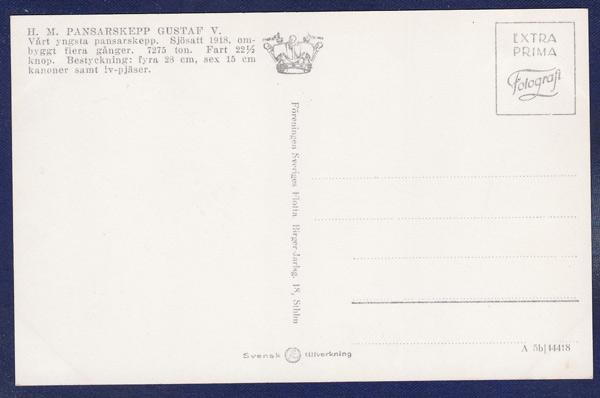 H. M. PANSARSKEPP GUSTAF V.
Vårt yngsta pansarskepp. Sjösatt 1918, om-
byggt flera gånger. 7275 ton. Fart 22½
knop. Bestyckning: fyra 28 cm, sex 15 cm
kanoner samt lv-pjäser.
EXTRA
PRIMA
Fotografi
Föreningen Sveriges Flotta, Birger Jarlsg. 18, Sthlm
Svensk tillverkning
A 5b|44418